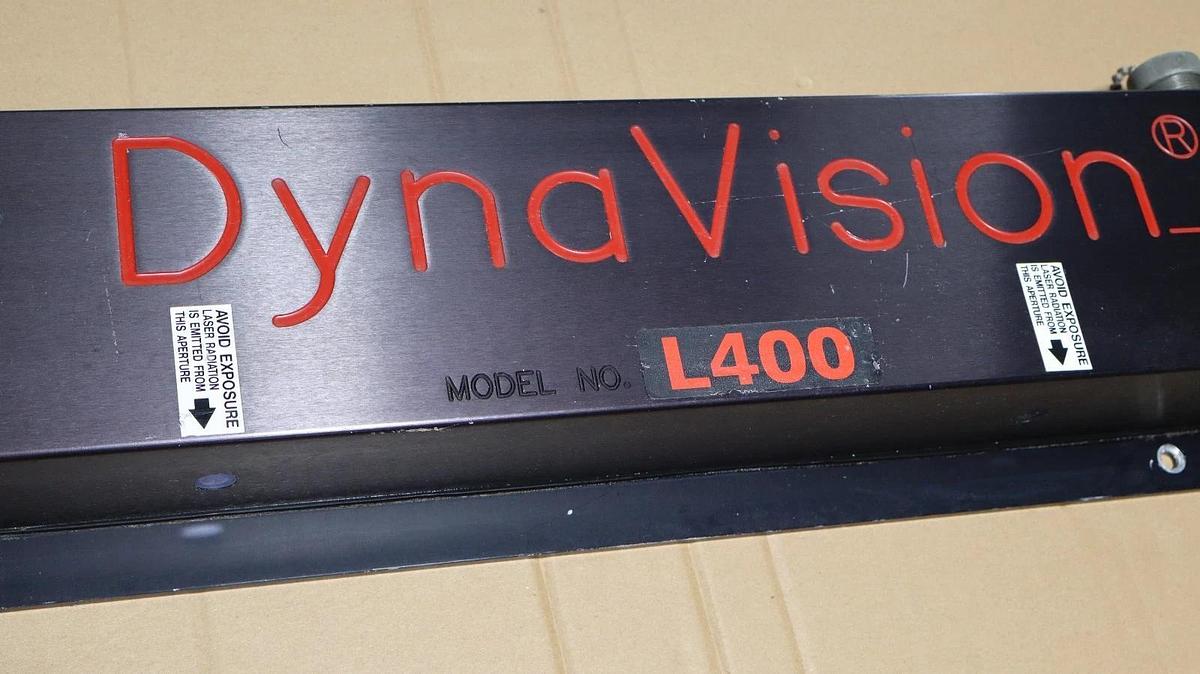 DynaVision®
AVOID EXPOSURE
LASER RADIATION
IS EMITTED FROM
THIS APERTURE
MODEL NO. L400
AVOID EXPOSURE
LASER RADIATION
IS EMITTED FROM
THIS APERTURE